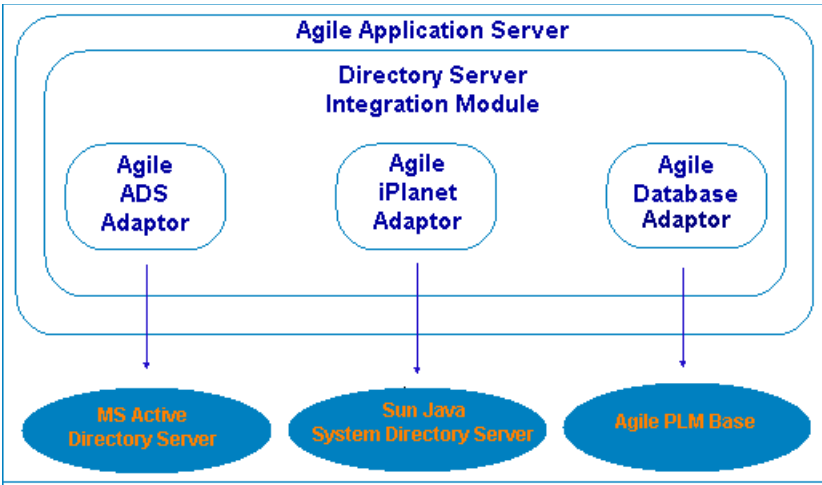 Agile Application Server
Directory Server
Integration Module
Agile
ADS
Adaptor
Agile
iPlanet
Adaptor
Agile
Database
Adaptor
MS Active
Directory Server
Sun Java
System Directory Server
Agile PLM Base